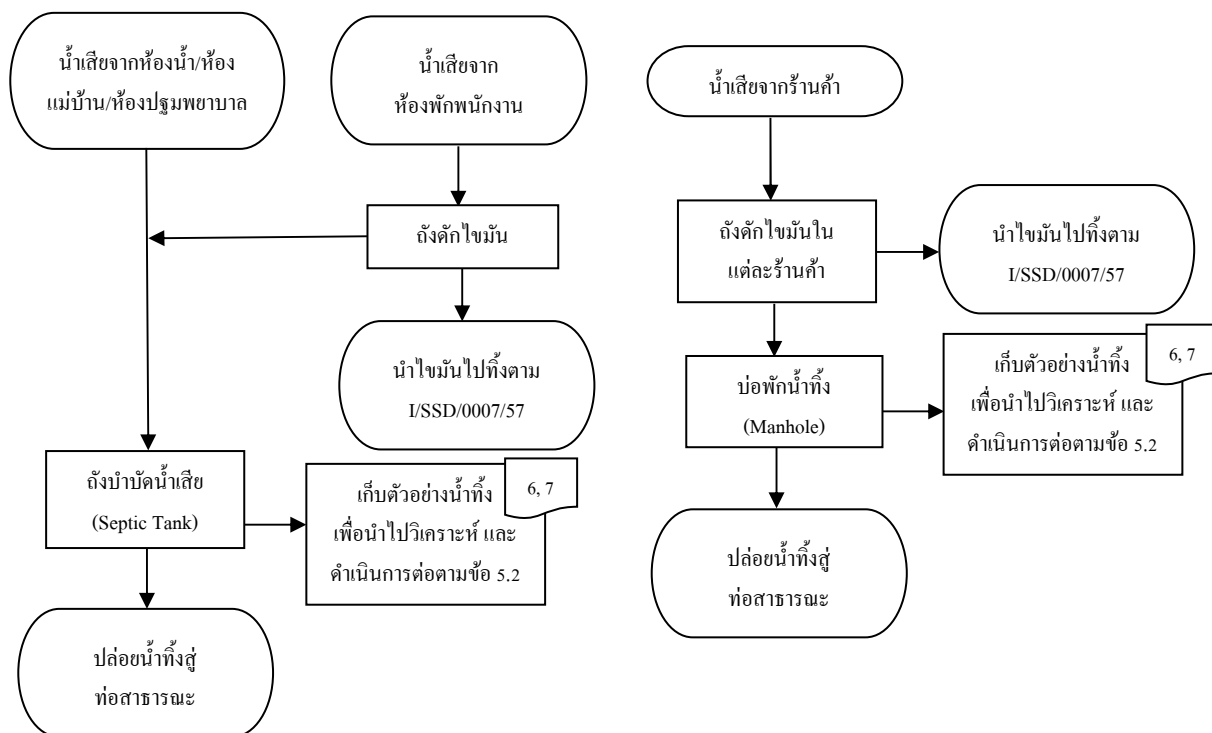 น้ำเสียจากห้องน้ำ/ห้อง
แม่บ้าน/ห้องปฐมพยาบาล
น้ำเสียจาก
ห้องพักพนักงาน
ถังดักไขมัน
นำไขมันไปทิ้งตาม
I/SSD/0007/57
ถังบำบัดน้ำเสีย
(Septic Tank)
6, 7
เก็บตัวอย่างน้ำทิ้ง
เพื่อนำไปวิเคราะห์ และ
ดำเนินการต่อตามข้อ 5.2
ปล่อยน้ำทิ้งสู่
ท่อสาธารณะ
น้ำเสียจากร้านค้า
ถังดักไขมันใน
แต่ละร้านค้า
นำไขมันไปทิ้งตาม
I/SSD/0007/57
บ่อพักน้ำทิ้ง
(Manhole)
6, 7
เก็บตัวอย่างน้ำทิ้ง
เพื่อนำไปวิเคราะห์ และ
ดำเนินการต่อตามข้อ 5.2
ปล่อยน้ำทิ้งสู่
ท่อสาธารณะ